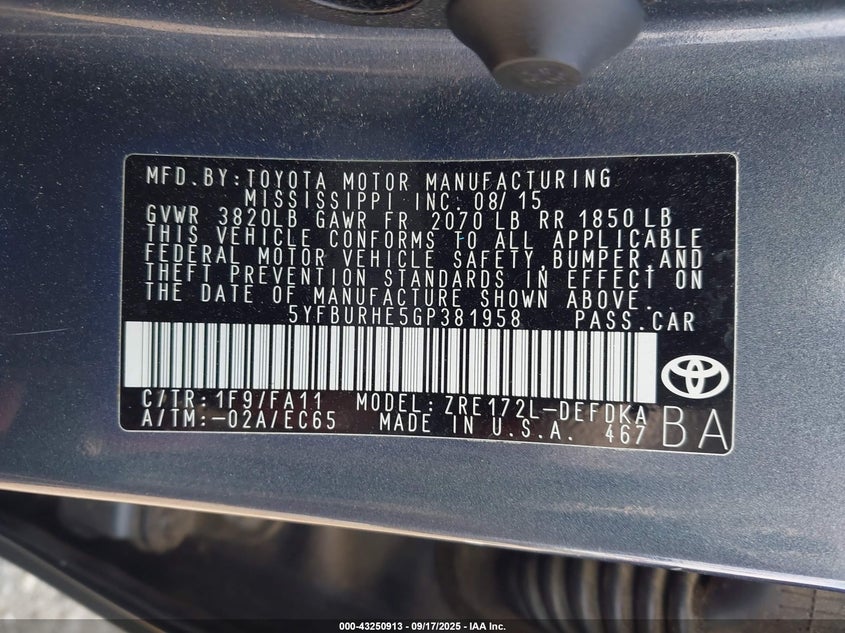 MFD. BY: TOYOTA MOTOR MANUFACTURING
MISSISSIPPI INC. 08/15
GVWR 3820LB GAWR FR 2070 LB RR 1850 LB
THIS VEHICLE CONFORMS TO ALL APPLICABLE
FEDERAL MOTOR VEHICLE SAFETY, BUMPER, AND
THEFT PREVENTION STANDARDS IN EFFECT ON
THE DATE OF MANUFACTURE SHOWN ABOVE.
5YFBURHE5GP381958 PASS. CAR
C/TR: 1F9/FA11 MODEL: ZRE172L-DEFDKA
A/TM: -02A/EC65 MADE IN U.S.A. 467 BA
000-43250913 - 09/17/2025 - IAA Inc.